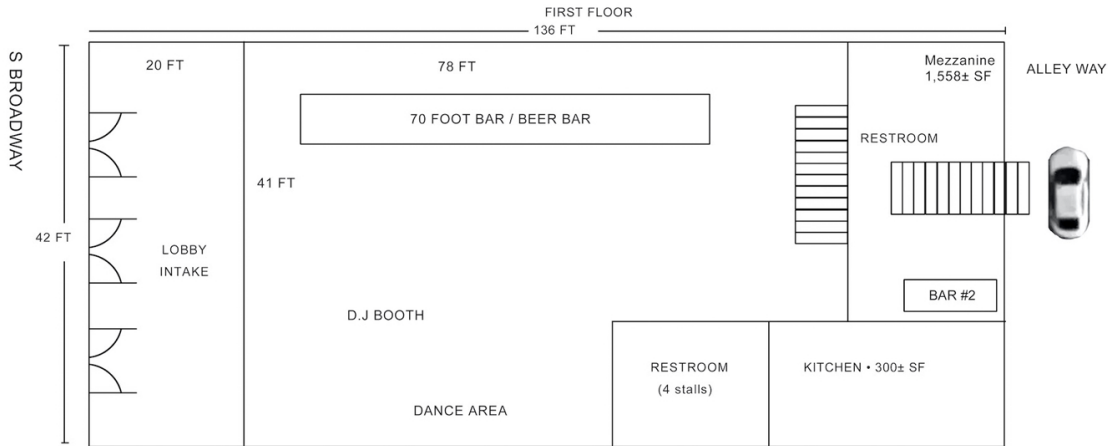 FIRST FLOOR
136 FT
S BROADWAY
20 FT
78 FT
Mezzanine
1,558± SF
ALLEY WAY
70 FOOT BAR / BEER BAR
RESTROOM
41 FT
42 FT
LOBBY
INTAKE
BAR #2
D.J BOOTH
RESTROOM
(4 stalls)
KITCHEN • 300± SF
DANCE AREA